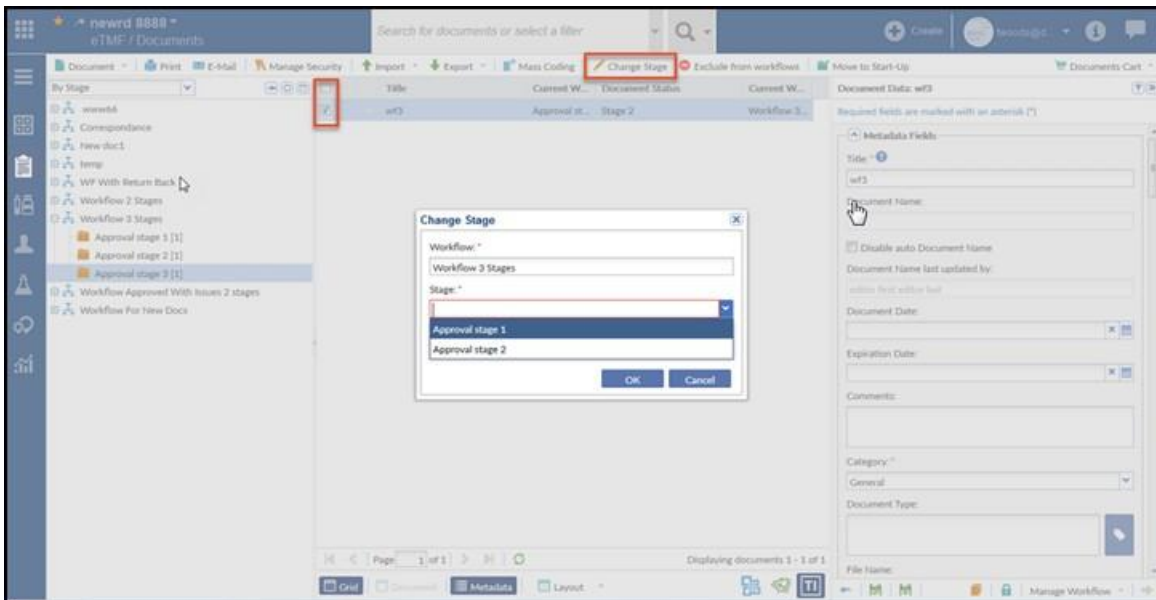 newrd 8888
eTMF / Documents
Search for documents or select a filter
Create
Document
Print
E-Mail
Manage Security
Import
Export
Mass Coding
Change Stage
Exclude from workflows
Move to Start-Up
Documents Cart
By Stage
Title
Current W...
Document Status
Current W...
Document Data: wf3
wf3
Approval st...
Stage 2
Workflow 3...
Required fields are marked with an asterisk (*)
Correspondance
New doc1
temp
WF With Return Back
Workflow 2 Stages
Workflow 3 Stages
Approval stage 1 [1]
Approval stage 2 [1]
Approval stage 3 [1]
Workflow Approved With Issues 2 stages
Workflow For New Docs
Change Stage
Workflow: *
Workflow 3 Stages
Stage: *
Approval stage 1
Approval stage 2
OK
Cancel
Metadata Fields
Title: *
wf3
Document Name:
Disable auto Document Name
Document Name last updated by:
editor first editor last
Document Date:
Expiration Date:
Comments:
Category: *
General
Document Type:
File Name:
Page 1 of 1
Displaying documents 1 - 1 of 1
Grid
Document
Metadata
Layout
TI
Manage Workflow